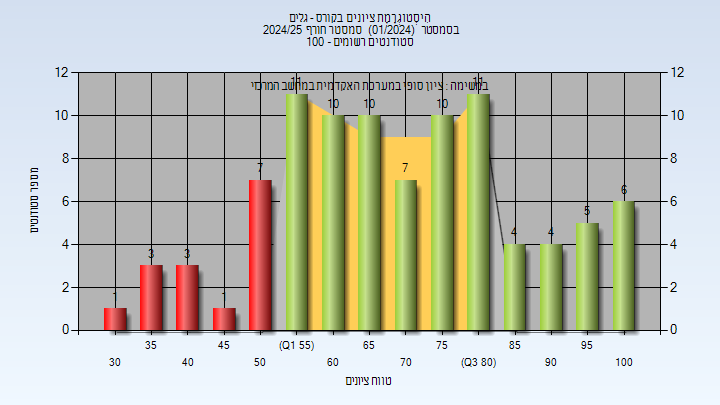 היסטוגרמת ציונים בקורס - גלים
בסמסטר (01/2024) סמסטר חורף 2024/25
סטודנטים רשומים - 100
במשימה : ציון סופי במערכת האקדמית במחשב המרכזי
מספר סטודנטים
12 12
10 10
8 8
6 6
4 4
2 2
0 0
1 3 3 1 7 11 10 10 7 10 11 4 4 5 6
35 45 (Q1 55) 65 75 85 95
30 40 50 60 70 (Q3 80) 90 100
טווח ציונים